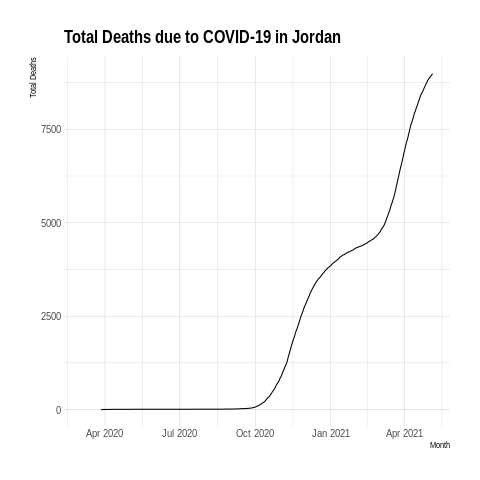 Total Deaths due to COVID-19 in Jordan
Total Deaths
7500
5000
2500
0
Apr 2020 Jul 2020 Oct 2020 Jan 2021 Apr 2021
Month